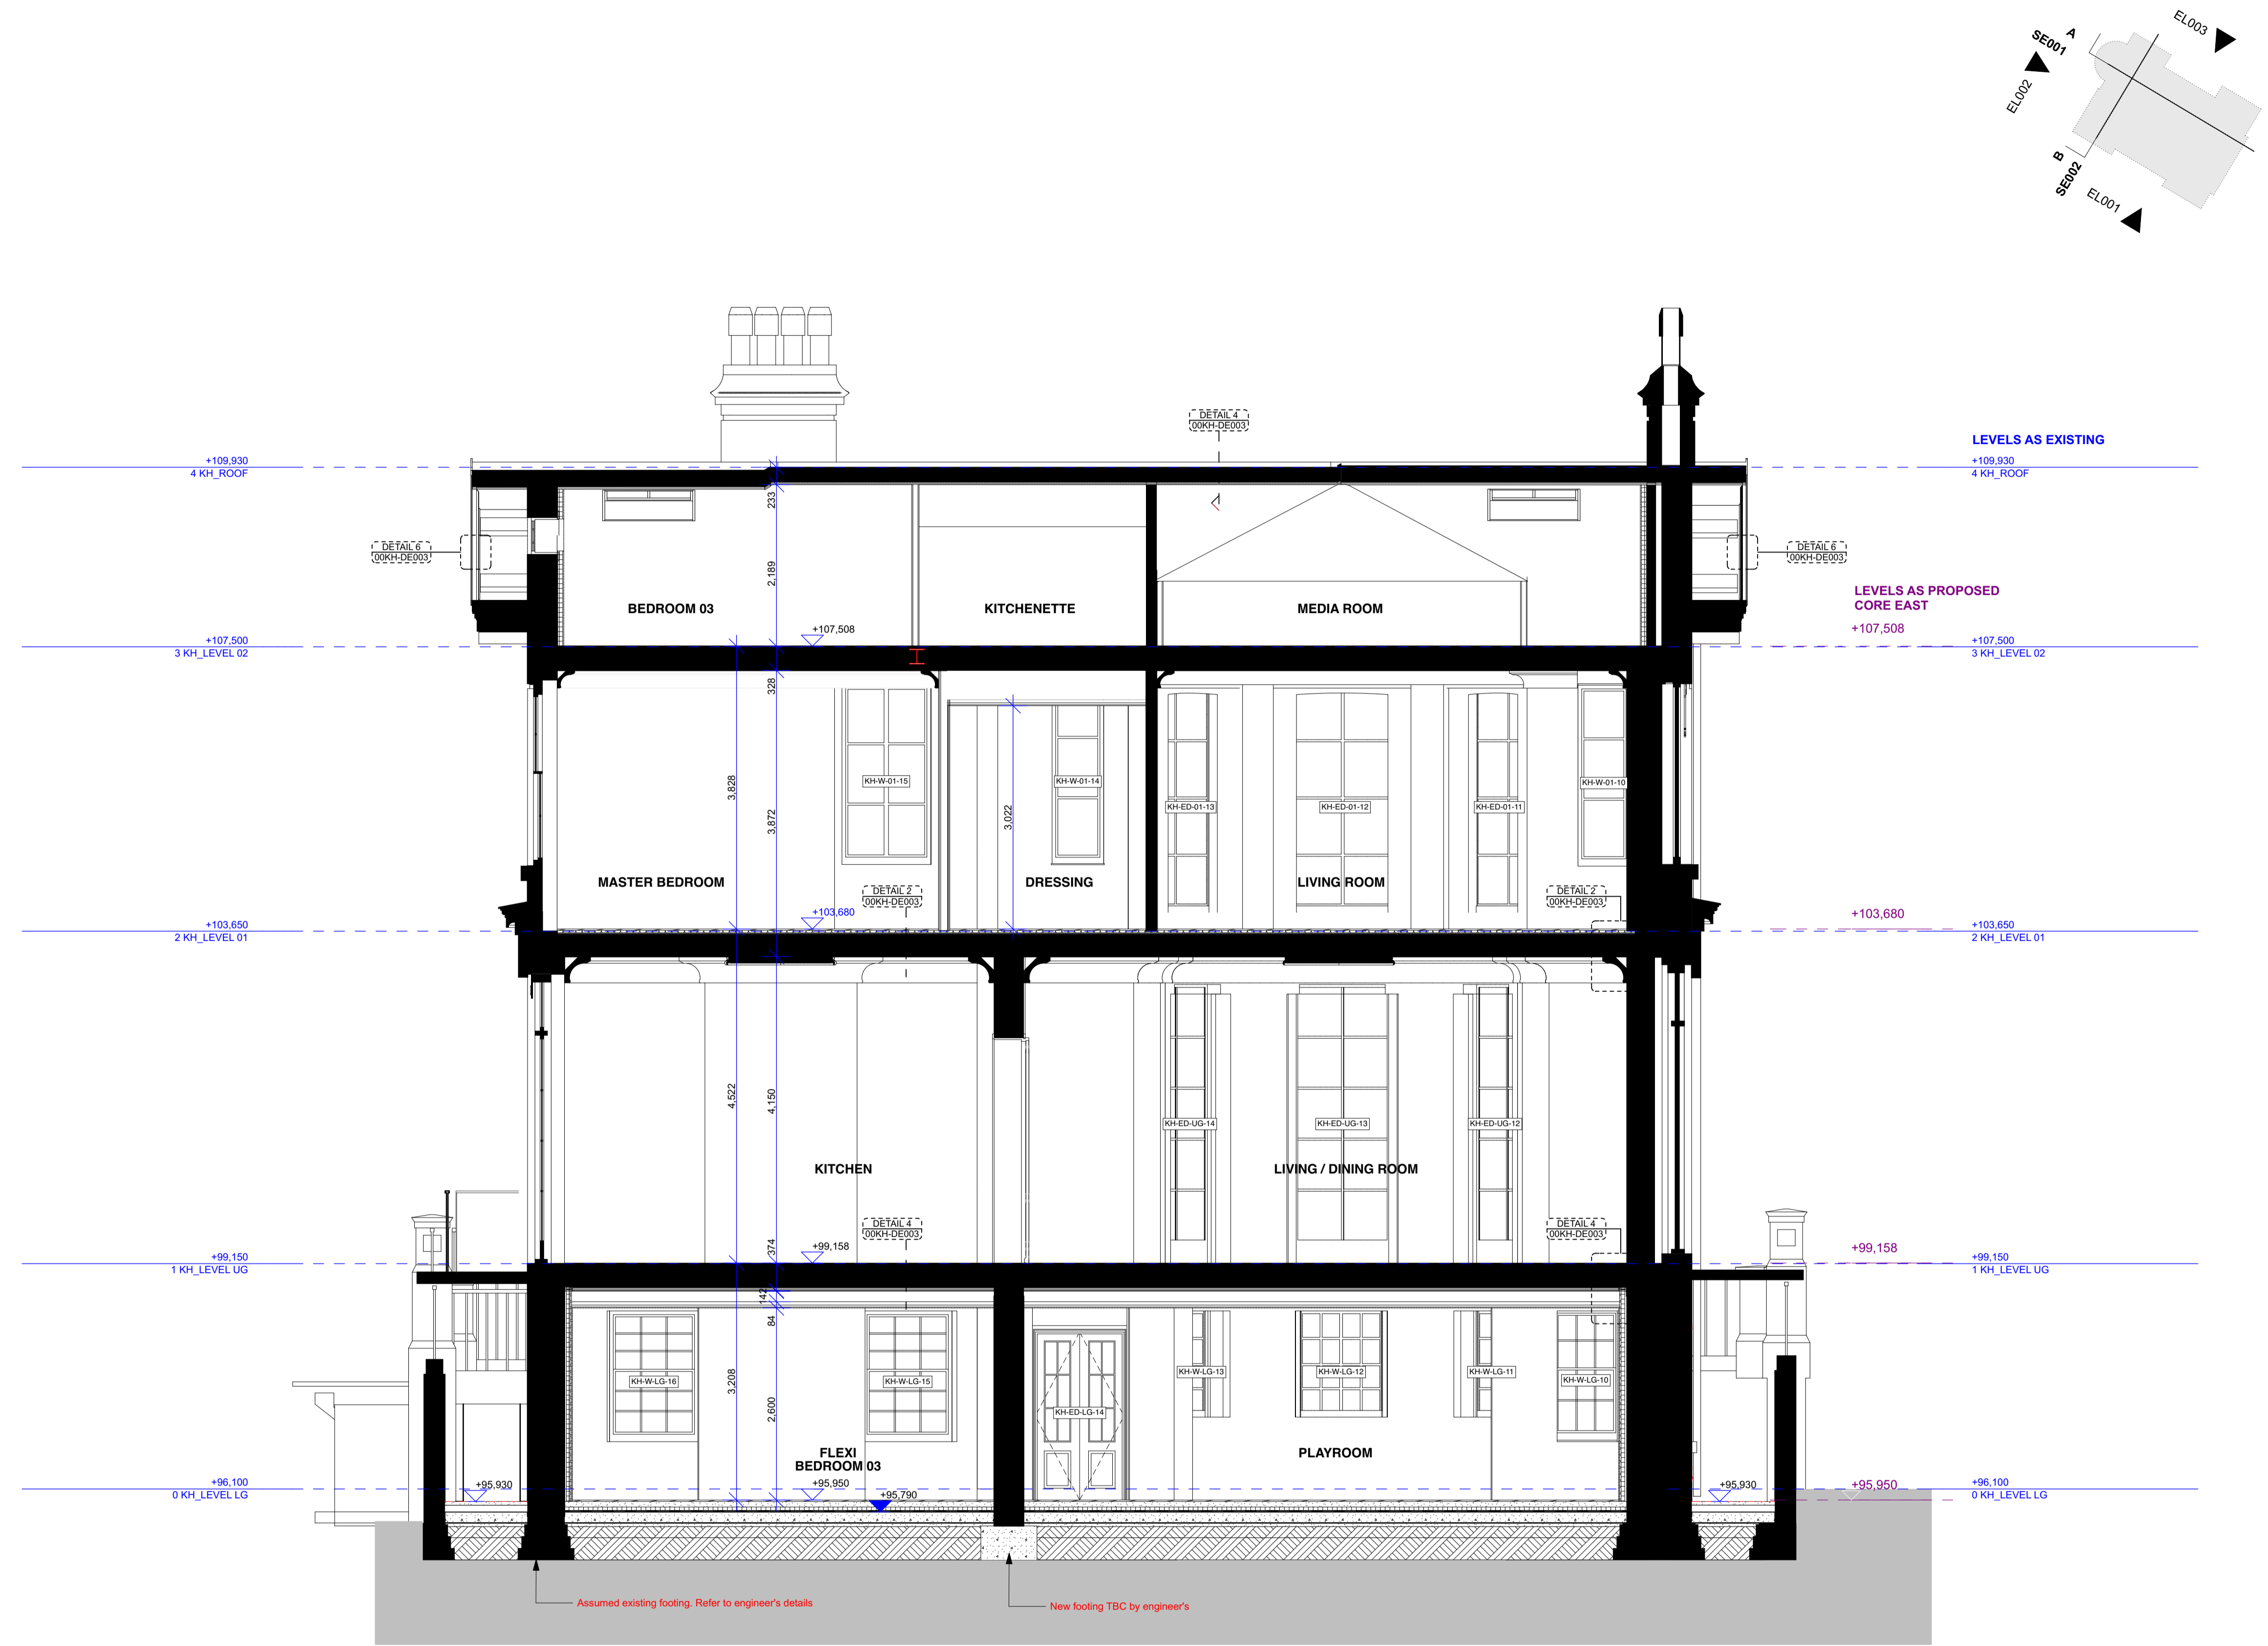 EL003
A
SE001
EL002
B
SE002
EL001
DETAIL 4
00KH-DE003
LEVELS AS EXISTING
+109,930
4 KH_ROOF
+109,930
4 KH_ROOF
233
DETAIL 6
00KH-DE003
DETAIL 6
00KH-DE003
2,189
LEVELS AS PROPOSED
CORE EAST
BEDROOM 03
KITCHENETTE
MEDIA ROOM
+107,508
+107,508
+107,500
3 KH_LEVEL 02
+107,500
3 KH_LEVEL 02
328
KH-W-01-15
KH-W-01-14
KH-W-01-10
3,828
3,872
3,022
KH-ED-01-13
KH-ED-01-12
KH-ED-01-11
MASTER BEDROOM
DRESSING
LIVING ROOM
DETAIL 2
00KH-DE003
DETAIL 2
00KH-DE003
+103,680
+103,680
+103,650
2 KH_LEVEL 01
+103,650
2 KH_LEVEL 01
4,522
4,150
KH-ED-UG-14
KH-ED-UG-13
KH-ED-UG-12
KITCHEN
LIVING / DINING ROOM
DETAIL 4
00KH-DE003
DETAIL 4
00KH-DE003
374
+99,158
+99,158
+99,150
1 KH_LEVEL UG
+99,150
1 KH_LEVEL UG
142
84
KH-W-LG-16
3,208
KH-W-LG-15
KH-W-LG-13
KH-W-LG-12
KH-W-LG-11
KH-W-LG-10
2,600
KH-ED-LG-14
FLEXI
BEDROOM 03
PLAYROOM
+96,100
0 KH_LEVEL LG
+95,930
+95,950
+95,790
+95,930
+95,950
+96,100
0 KH_LEVEL LG
Assumed existing footing. Refer to engineer's details
New footing TBC by engineer's